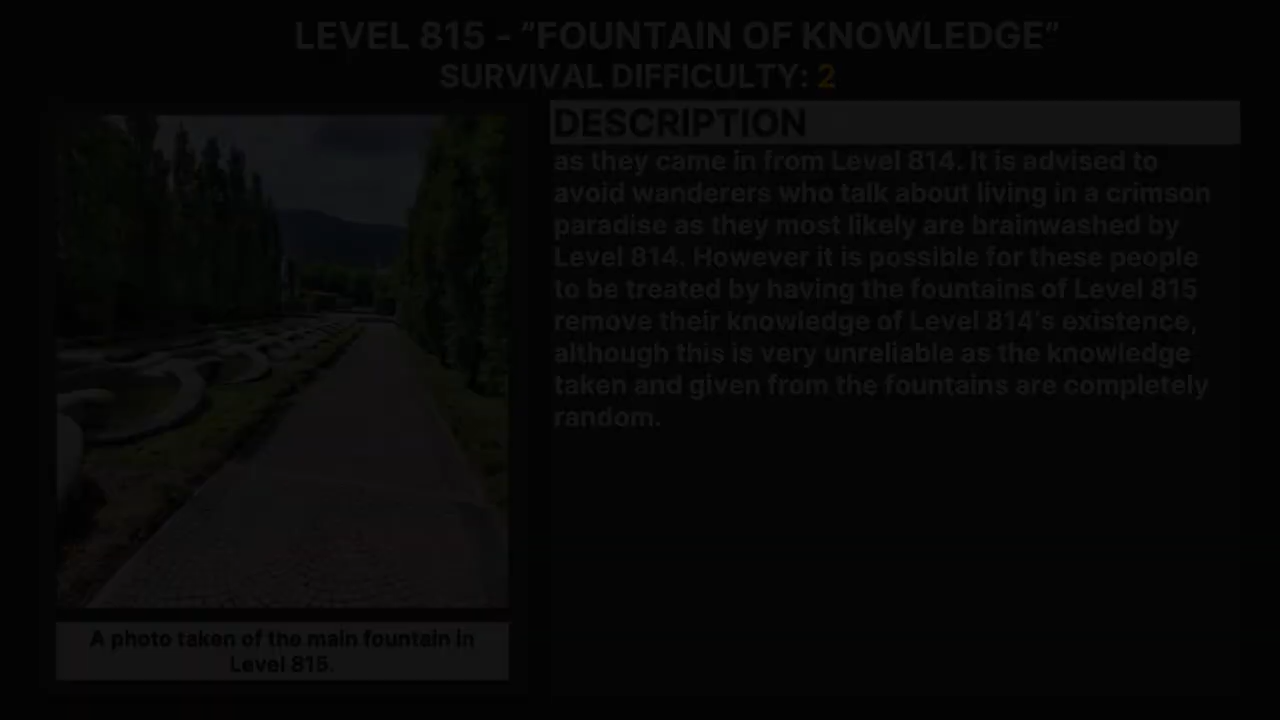 LEVEL 815 - “FOUNTAIN OF KNOWLEDGE”
SURVIVAL DIFFICULTY: 2
DESCRIPTION
as they came in from Level 814. It is advised to
avoid wanderers who talk about living in a crimson
paradise as they most likely are brainwashed by
Level 814. However it is possible for these people
to be treated by having the fountains of Level 815
remove their knowledge of Level 814's existence,
although this is very unreliable as the knowledge
taken and given from the fountains are completely
random.
A photo taken of the main fountain in
Level 815.